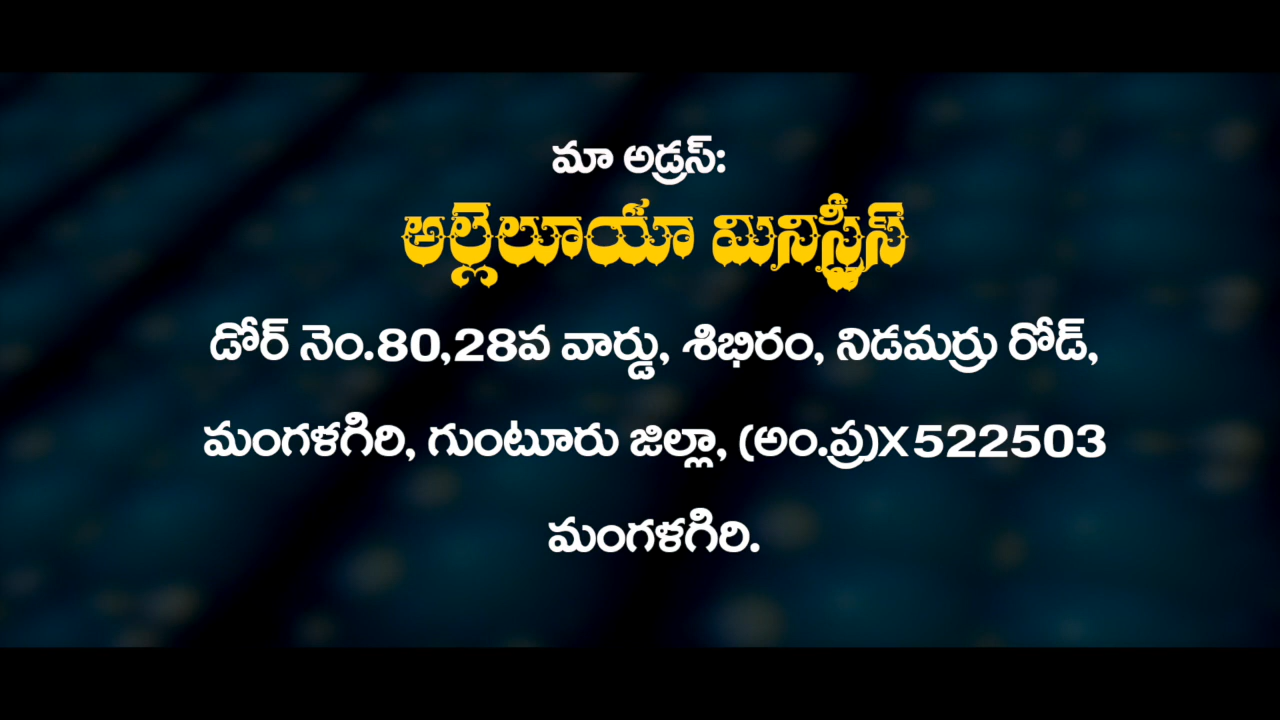 మా అడ్రస్:
అల్లెలూయా మినిస్ట్రీస్
డోర్ నెం.80,28వ వార్డు, శిభిరం, నిడమర్రు రోడ్,
మంగళగిరి, గుంటూరు జిల్లా, (అం.ప్ర)X522503
మంగళగిరి.